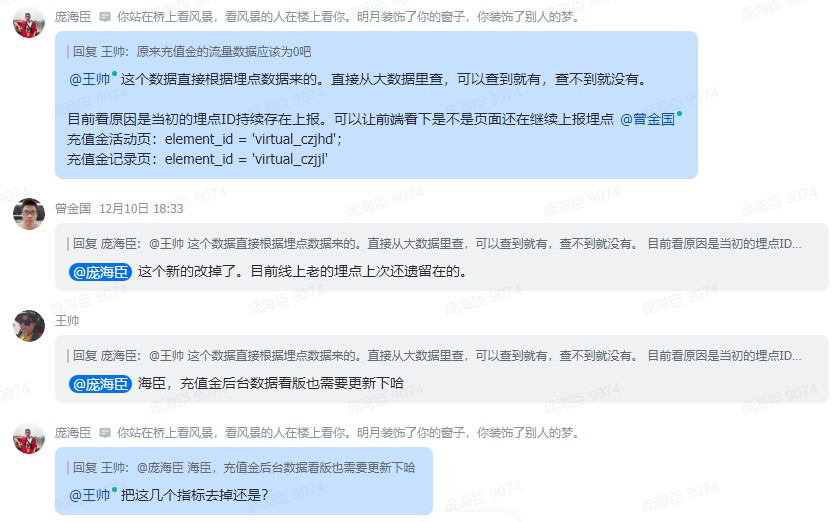 庞海臣 你站在桥上看风景，看风景的人在楼上看你。明月装饰了你的窗子，你装饰了别人的梦。
回复 王帅：原来充值金的流量数据应该为0吧
@王帅 这个数据直接根据埋点数据来的。直接从大数据里查，可以查到就有，查不到就没有。
目前看原因是当初的埋点ID持续存在上报。可以让前端看下是不是页面还在继续上报埋点 @曾金国
充值金活动页：element_id = 'virtual_czjhd';
充值金记录页：element_id = 'virtual_czjjl'
曾金国 12月10日 18:33
回复 庞海臣：@王帅 这个数据直接根据埋点数据来的。直接从大数据里查，可以查到就有，查不到就没有。 目前看原因是当初的埋点ID...
@庞海臣 这个新的改掉了。目前线上老的埋点上次还遗留在的。
王帅
回复 庞海臣：@王帅 这个数据直接根据埋点数据来的。直接从大数据里查，可以查到就有，查不到就没有。 目前看原因是当初的埋点ID...
@庞海臣 海臣，充值金后台数据看版也需要更新下哈
庞海臣 你站在桥上看风景，看风景的人在楼上看你。明月装饰了你的窗子，你装饰了别人的梦。
回复 王帅：@庞海臣 海臣，充值金后台数据看版也需要更新下哈
@王帅 把这几个指标去掉还是？
庞海臣 9074